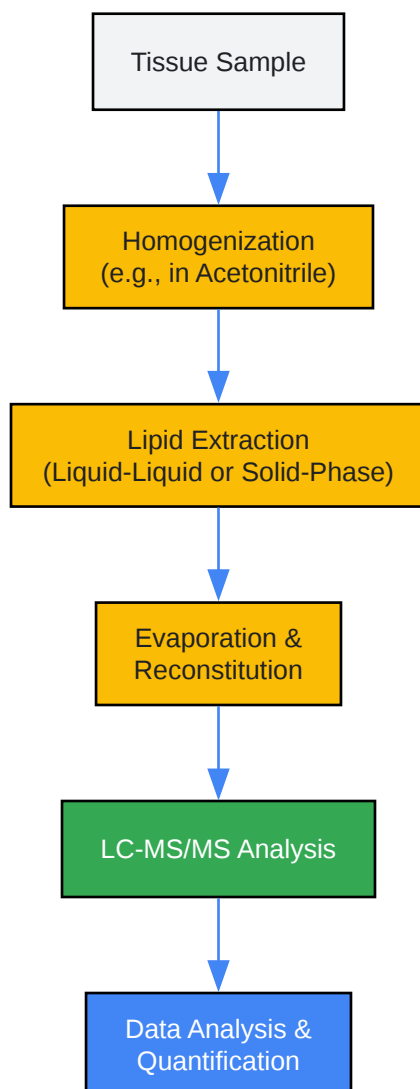 Tissue Sample
Homogenization
(e.g., in Acetonitrile)
Lipid Extraction
(Liquid-Liquid or Solid-Phase)
Evaporation &
Reconstitution
LC-MS/MS Analysis
Data Analysis &
Quantification